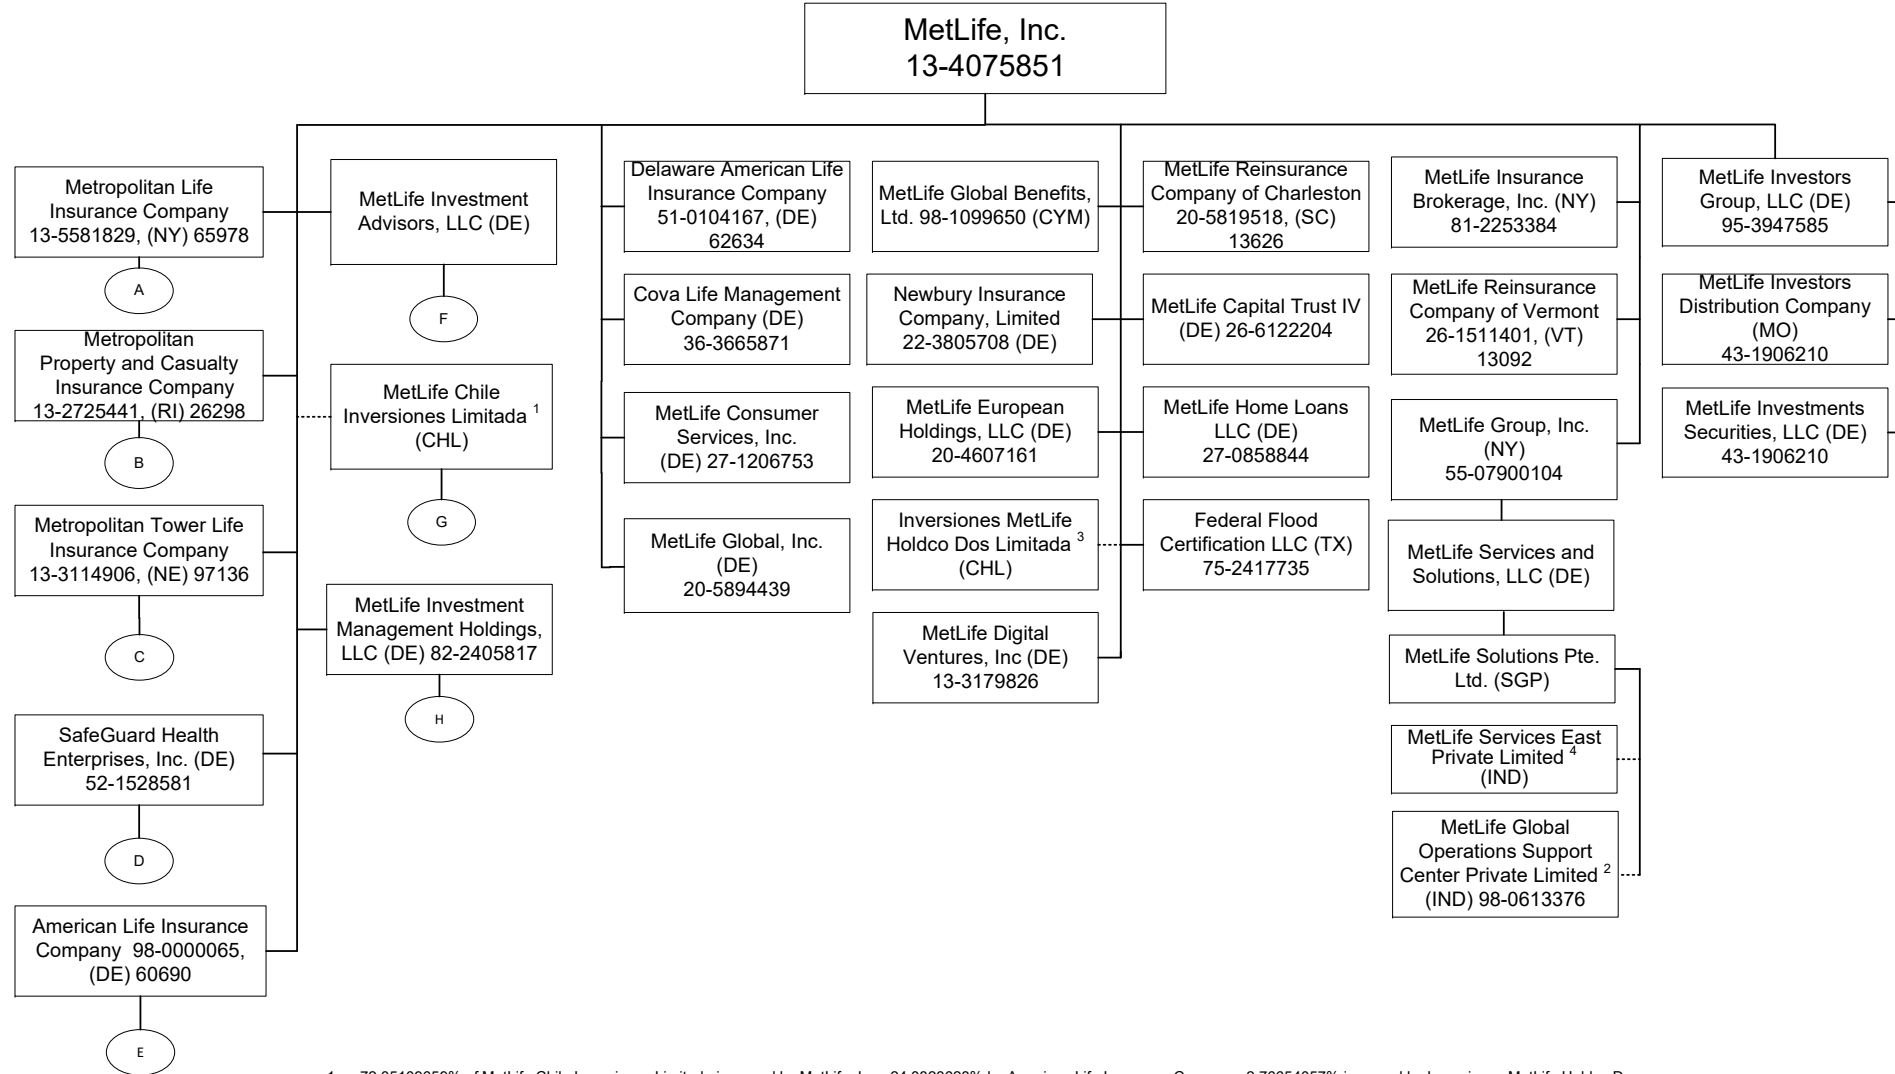 MetLife, Inc.
13-4075851
Metropolitan Life
Insurance Company
13-5581829, (NY) 65978
A
Metropolitan
Property and Casualty
Insurance Company
13-2725441, (RI) 26298
B
Metropolitan Tower Life
Insurance Company
13-3114906, (NE) 97136
C
SafeGuard Health
Enterprises, Inc. (DE)
52-1528581
D
American Life Insurance
Company 98-0000065,
(DE) 60690
E
MetLife Investment
Advisors, LLC (DE)
F
MetLife Chile
Inversiones Limitada 1
(CHL)
G
MetLife Investment
Management Holdings,
LLC (DE) 82-2405817
H
Delaware American Life
Insurance Company
51-0104167, (DE)
62634
Cova Life Management
Company (DE)
36-3665871
MetLife Consumer
Services, Inc.
(DE) 27-1206753
MetLife Global, Inc.
(DE)
20-5894439
MetLife Global Benefits,
Ltd. 98-1099650 (CYM)
Newbury Insurance
Company, Limited
22-3805708 (DE)
MetLife European
Holdings, LLC (DE)
20-4607161
Inversiones MetLife
Holdco Dos Limitada 3
(CHL)
MetLife Digital
Ventures, Inc (DE)
13-3179826
MetLife Reinsurance
Company of Charleston
20-5819518, (SC)
13626
MetLife Capital Trust IV
(DE) 26-6122204
MetLife Home Loans
LLC (DE)
27-0858844
Federal Flood
Certification LLC (TX)
75-2417735
MetLife Insurance
Brokerage, Inc. (NY)
81-2253384
MetLife Reinsurance
Company of Vermont
26-1511401, (VT)
13092
MetLife Group, Inc.
(NY)
55-07900104
MetLife Services and
Solutions, LLC (DE)
MetLife Solutions Pte.
Ltd. (SGP)
MetLife Services East
Private Limited 4
(IND)
MetLife Global
Operations Support
Center Private Limited 2
(IND) 98-0613376
MetLife Investors
Group, LLC (DE)
95-3947585
MetLife Investors
Distribution Company
(MO)
43-1906210
MetLife Investments
Securities, LLC (DE)
43-1906210